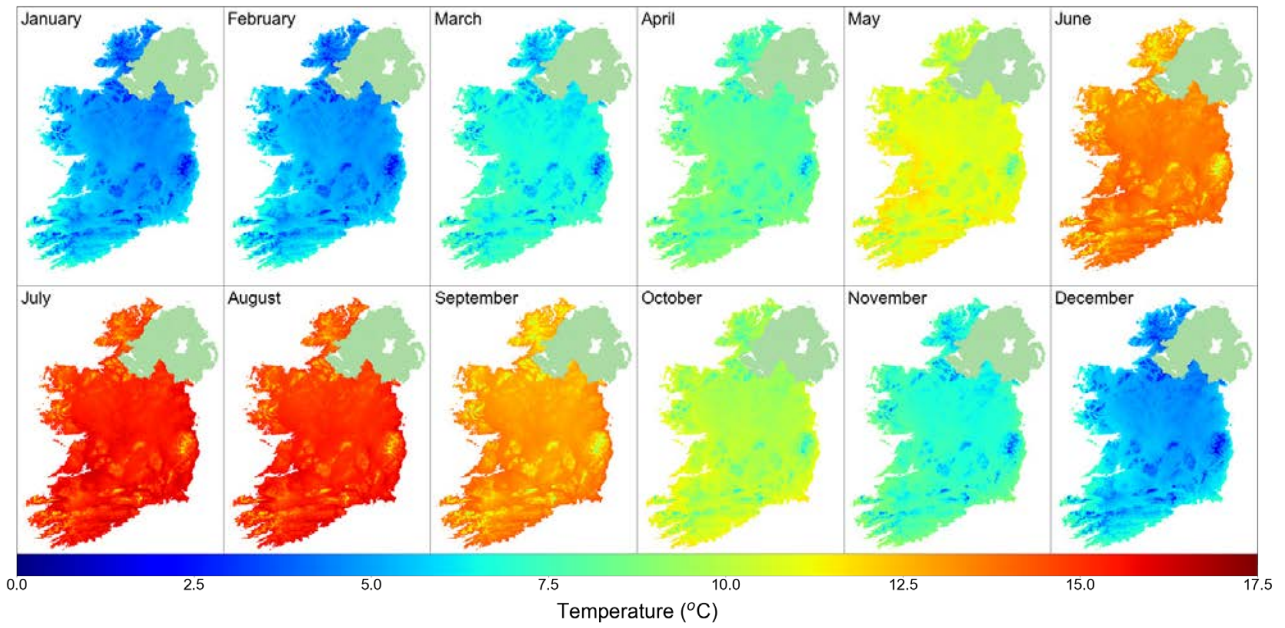 January February March April May June
July August September October November December
0.0 2.5 5.0 7.5 10.0 12.5 15.0 17.5
Temperature (°C)